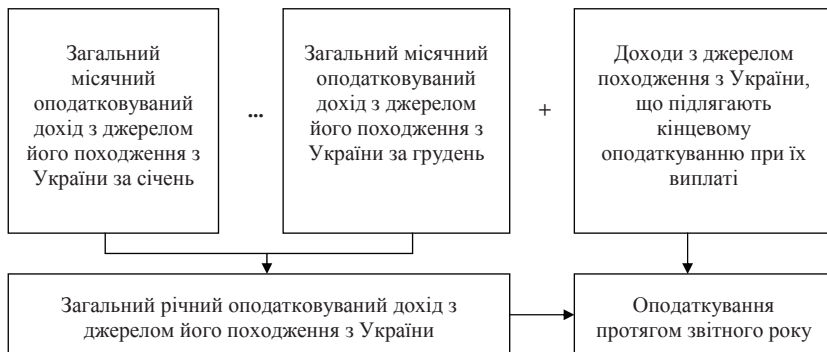 Загальний
місячний
оподатковуваний
дохід з джерелом
його походження з
України за січень
...
Загальний місячний
оподатковуваний
дохід з джерелом
його походження з
України за грудень
+
Доходи з джерелом
походження з України,
що підлягають
кінцевому
оподаткуванню при їх
виплаті
Загальний річний оподатковуваний дохід з
джерелом його походження з України
Оподаткування
протягом звітного року